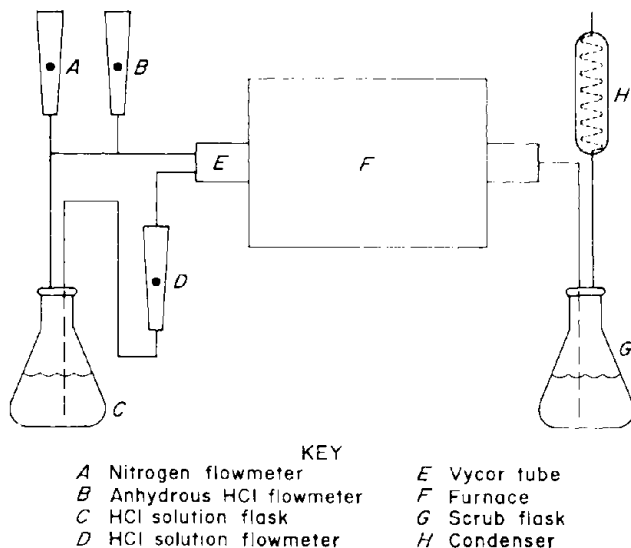 A
B
H
E
F
D
G
C
KEY
A Nitrogen flowmeter
B Anhydrous HCl flowmeter
C HCl solution flask
D HCl solution flowmeter
E Vycor tube
F Furnace
G Scrub flask
H Condenser